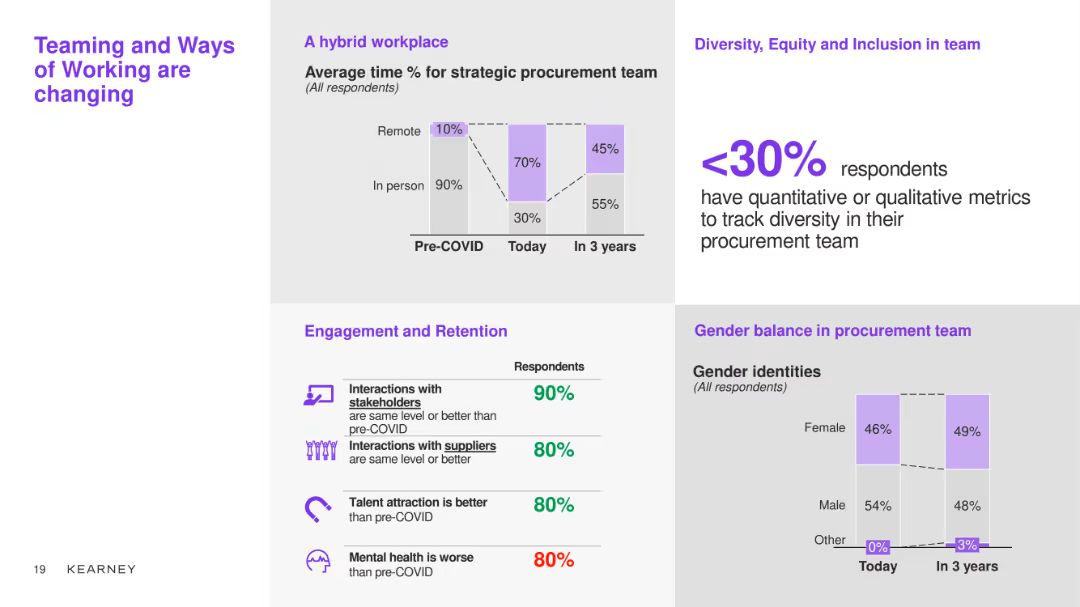 Teaming and Ways
of Working are
changing
A hybrid workplace
Average time % for strategic procurement team
(All respondents)
Remote
10%
70%
45%
In person
90%
30%
55%
Pre-COVID
Today
In 3 years
Diversity, Equity and Inclusion in team
<30% respondents
have quantitative or qualitative metrics
to track diversity in their
procurement team
Engagement and Retention
Respondents
Interactions with
stakeholders
are same level or better than
pre-COVID
90%
Interactions with suppliers
are same level or better
80%
Talent attraction is better
than pre-COVID
80%
Mental health is worse
than pre-COVID
80%
Gender balance in procurement team
Gender identities
(All respondents)
Female
46%
49%
Male
54%
48%
Other
0%
3%
Today
In 3 years
19 KEARNEY